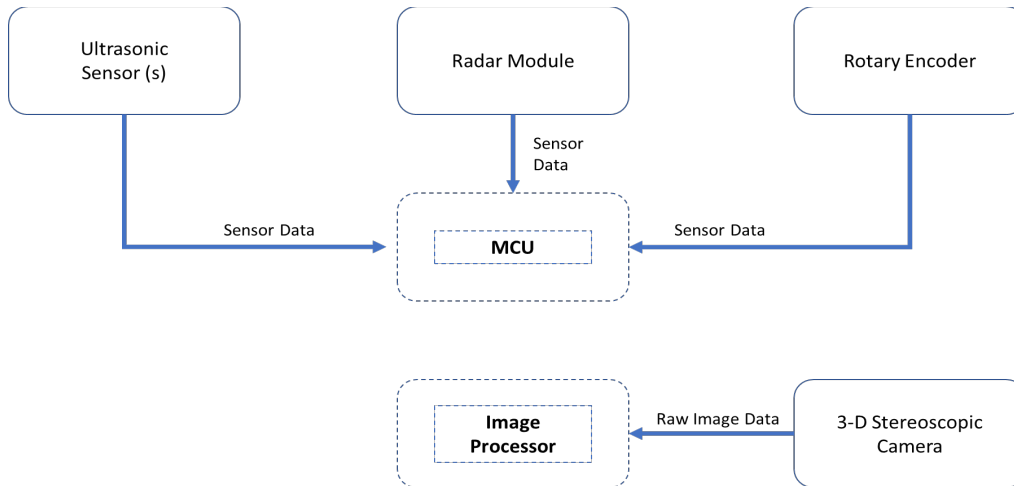 Ultrasonic
Sensor (s)
Radar Module
Rotary Encoder
Sensor
Data
Sensor Data
Sensor Data
MCU
Image
Processor
Raw Image Data
3-D Stereoscopic
Camera